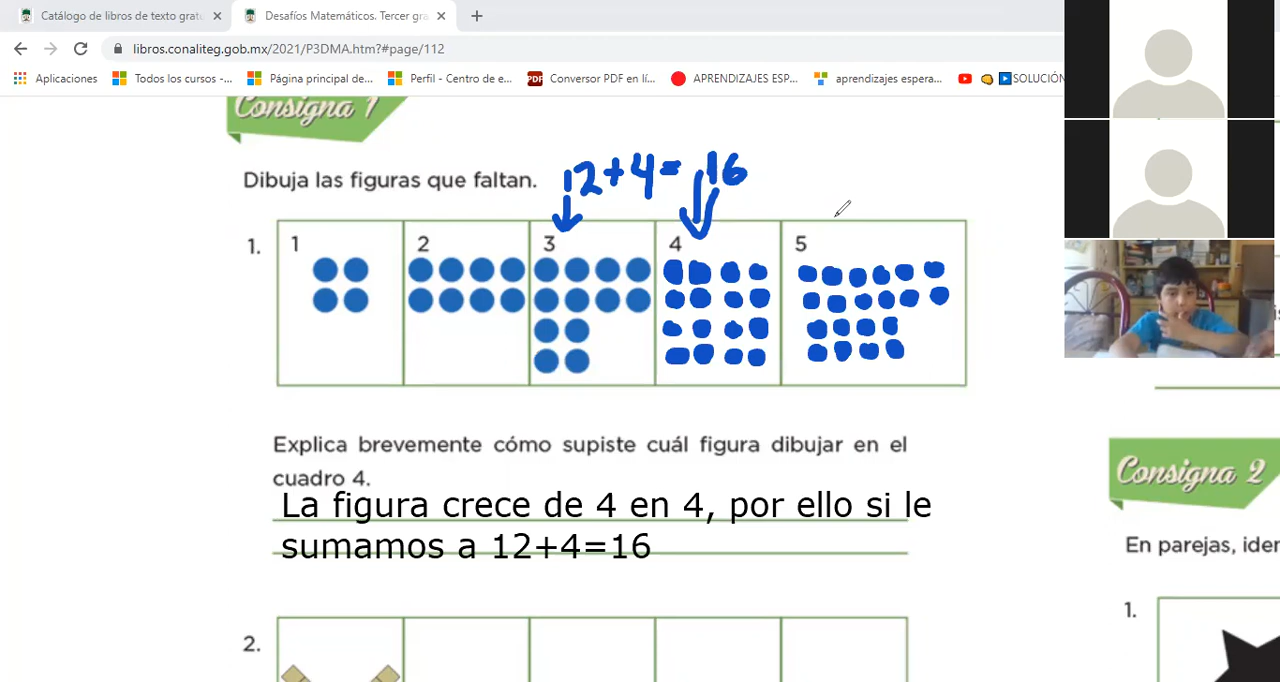 Catálogo de libros de texto gratu
Desafíos Matemáticos. Tercer gra
libros.conaliteg.gob.mx/2021/P3DMA.htm?#page/112
Aplicaciones
Todos los cursos -...
Página principal de...
Perfil - Centro de e...
PDF
Conversor PDF en lí...
APRENDIZAJES ESP...
aprendizajes espera...
SOLUCIÓN
Consigna 1
Dibuja las figuras que faltan.
12+4=16
1.
1
2
3
4
5
Explica brevemente cómo supiste cuál figura dibujar en el
cuadro 4.
La figura crece de 4 en 4, por ello si le
sumamos a 12+4=16
2.
Consigna 2
En parejas, iden
1.